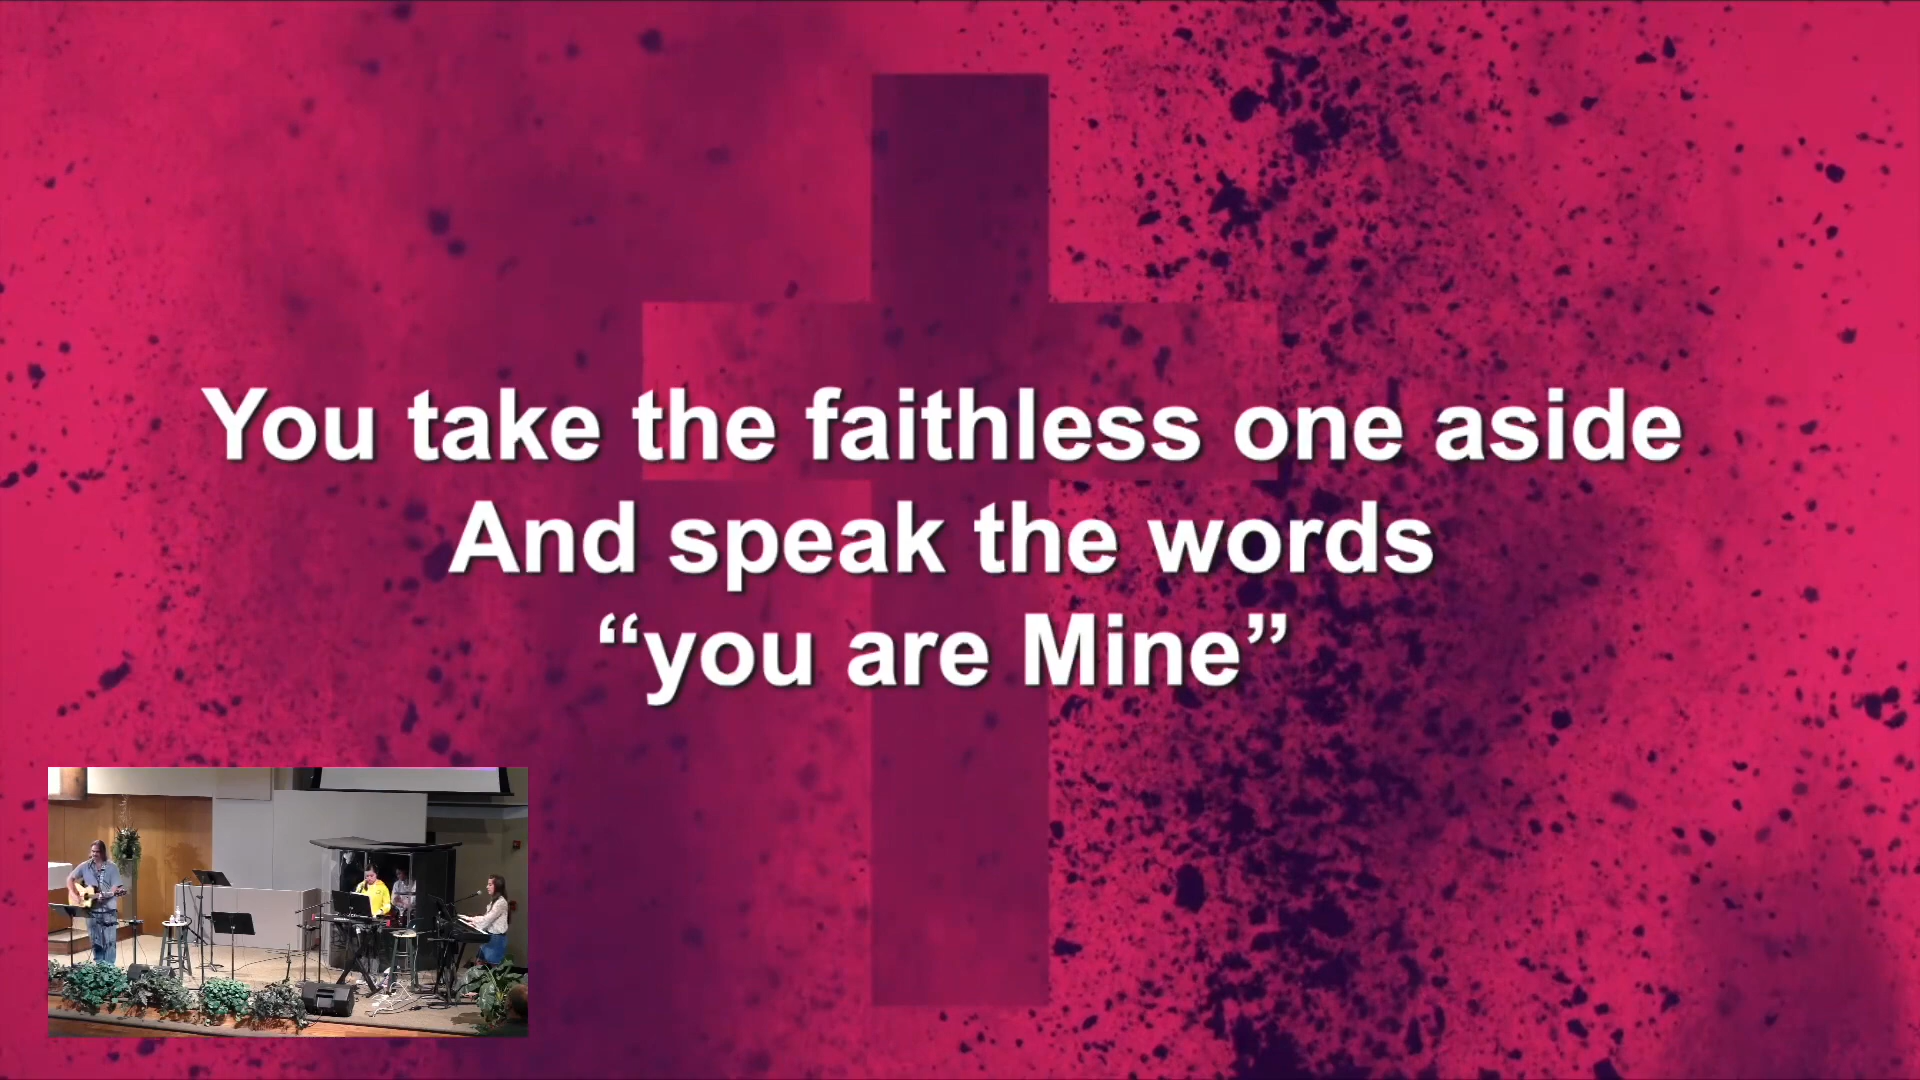 You take the faithless one aside
And speak the words
“you are Mine”